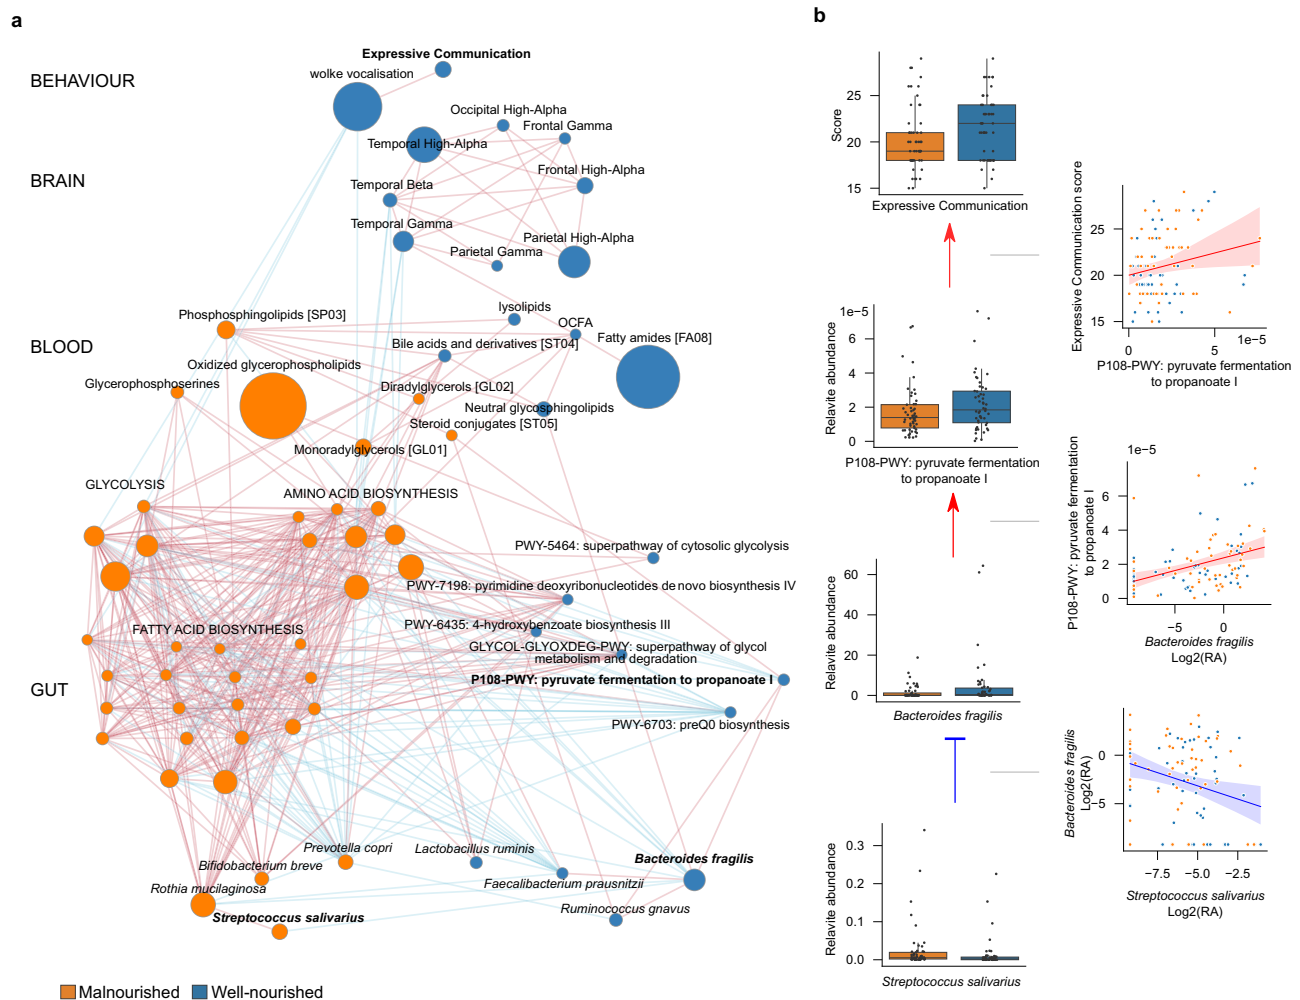 a
b
Expressive Communication
wolke vocalisation
BEHAVIOUR
Occipital High-Alpha
Frontal Gamma
Temporal High-Alpha
Frontal High-Alpha
BRAIN
Temporal Beta
Temporal Gamma
Parietal High-Alpha
Parietal Gamma
lysolipids
Phosphosphingolipids [SP03]
OCFA
Fatty amides [FA08]
BLOOD
Bile acids and derivatives [ST04]
Oxidized glycerophospholipids
Glycerophosphoserines
Diradylglycerols [GL02]
Neutral glycosphingolipids
Steroid conjugates [ST05]
Monoradylglycerols [GL01]
GLYCOLYSIS
AMINO ACID BIOSYNTHESIS
PWY-5464: superpathway of cytosolic glycolysis
PWY-7198: pyrimidine deoxyribonucleotides de novo biosynthesis IV
PWY-6435: 4-hydroxybenzoate biosynthesis III
FATTY ACID BIOSYNTHESIS
GLYCOL-GLYOXDEG-PWY: superpathway of glycol
metabolism and degradation
P108-PWY: pyruvate fermentation to propanoate I
GUT
PWY-6703: preQ0 biosynthesis
Prevotella copri
Lactobacillus ruminis
Bacteroides fragilis
Bifidobacterium breve
Faecalibacterium prausnitzii
Rothia mucilaginosa
Ruminococcus gnavus
Streptococcus salivarius
Malnourished
Well-nourished
Score
25
20
15
Expressive Communication
1e-5
6
4
2
0
Relavite abundance
P108-PWY: pyruvate fermentation
to propanoate I
60
40
20
0
Relavite abundance
Bacteroides fragilis
0.3
0.2
0.1
0.0
Relavite abundance
Streptococcus salivarius
Expressive Communication score
25
20
15
0
5
1e-5
P108-PWY: pyruvate fermentation
to propanoate I
P108-PWY: pyruvate fermentation
to propanoate I
1e-5
6
4
2
0
−5
0
Bacteroides fragilis
Log2(RA)
Bacteroides fragilis
Log2(RA)
0
−5
−7.5
−5.0
−2.5
Streptococcus salivarius
Log2(RA)